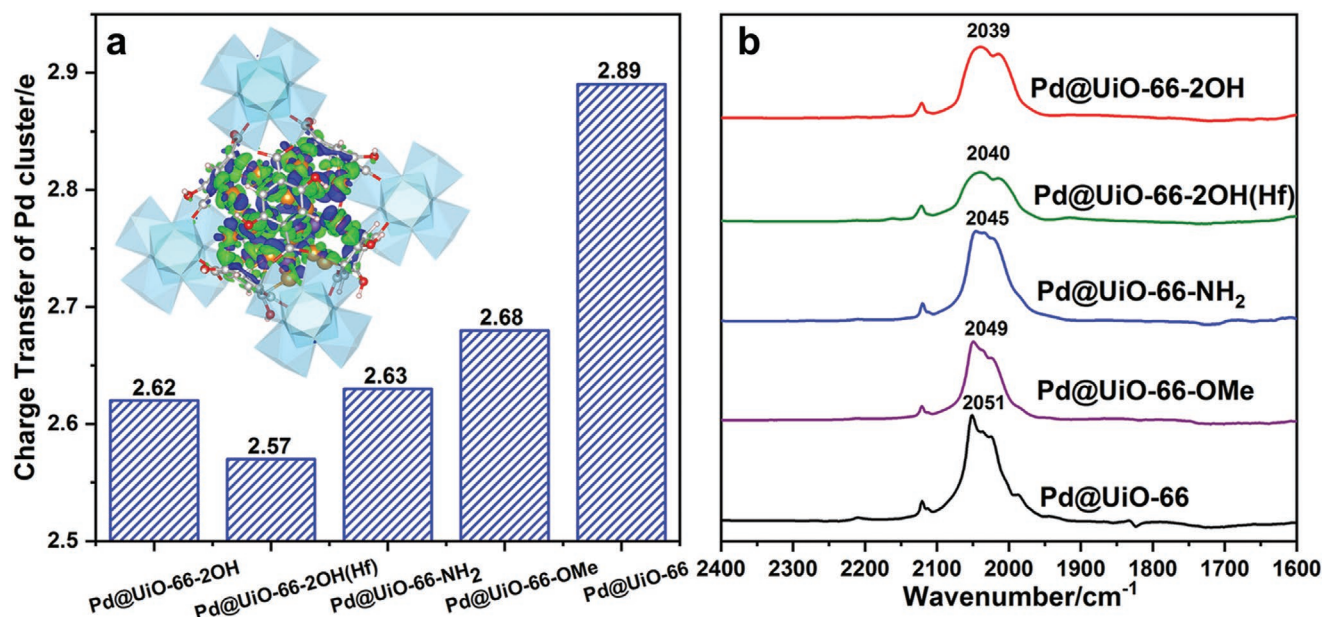 a
Charge Transfer of Pd cluster/e
2.9
2.8
2.7
2.6
2.5
2.62
2.57
2.63
2.68
2.89
Pd@UiO-66-2OH
Pd@UiO-66-2OH(Hf)
Pd@UiO-66-NH₂
Pd@UiO-66-OMe
Pd@UiO-66
b
2039
Pd@UiO-66-2OH
2040
Pd@UiO-66-2OH(Hf)
2045
Pd@UiO-66-NH₂
2049
Pd@UiO-66-OMe
2051
Pd@UiO-66
2400 2300 2200 2100 2000 1900 1800 1700 1600
Wavenumber/cm⁻¹